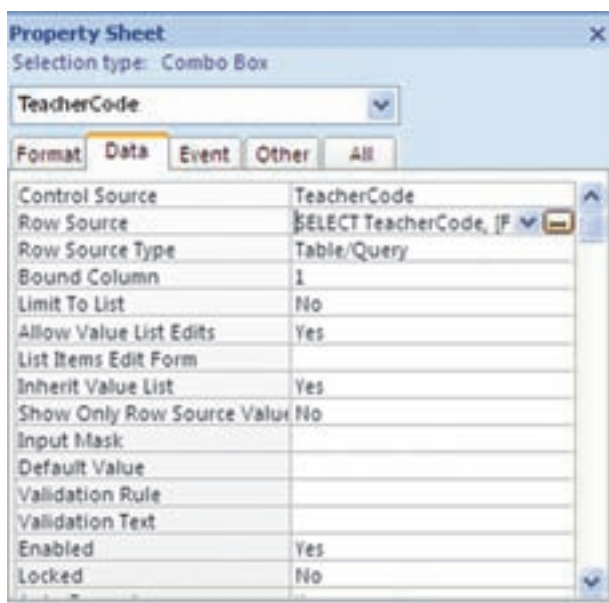 Property Sheet
Selection type: Combo Box
TeacherCode
Format Data Event Other All
Control Source TeacherCode
Row Source SELECT TeacherCode, [F
Row Source Type Table/Query
Bound Column 1
Limit To List No
Allow Value List Edits Yes
List Items Edit Form
Inherit Value List Yes
Show Only Row Source Value No
Input Mask
Default Value
Validation Rule
Validation Text
Enabled Yes
Locked No